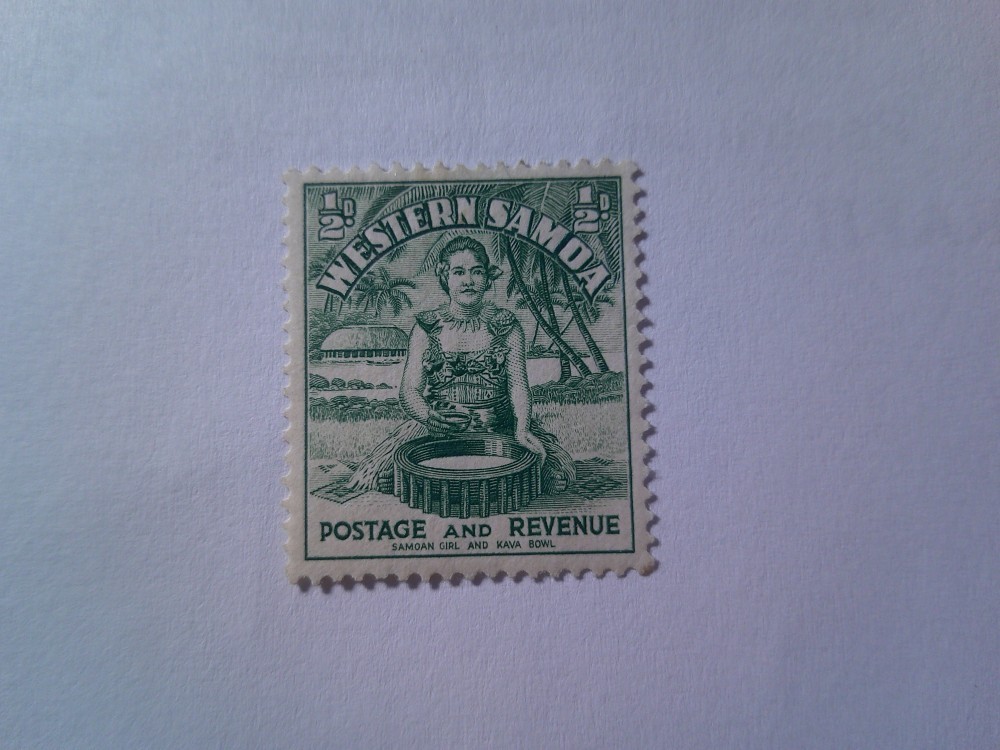 ½D. ½D.
WESTERN SAMOA
POSTAGE AND REVENUE
SAMOAN GIRL AND KAVA BOWL